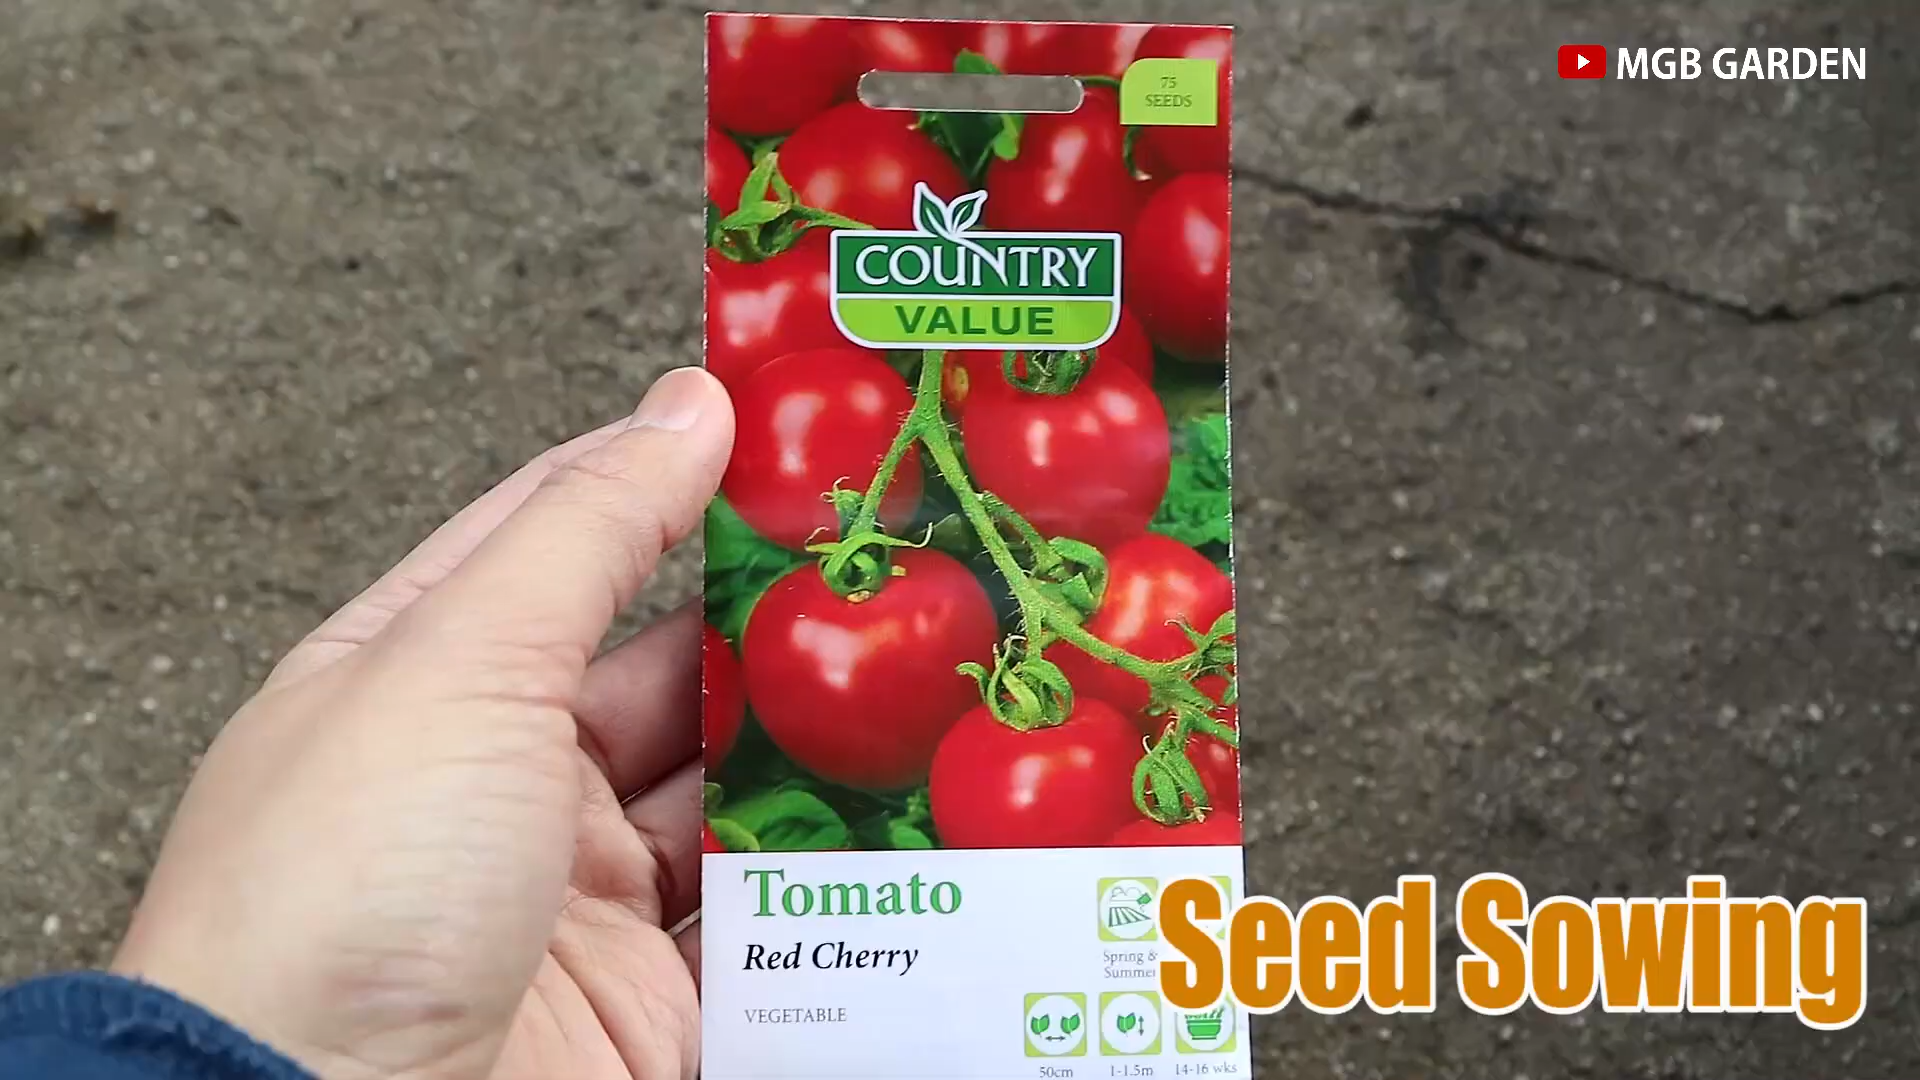 MGB GARDEN
75
SEEDS
COUNTRY
VALUE
Tomato
Red Cherry
VEGETABLE
Spring &
Summer
Seed Sowing
50cm
1-1.5m
14-16 wks